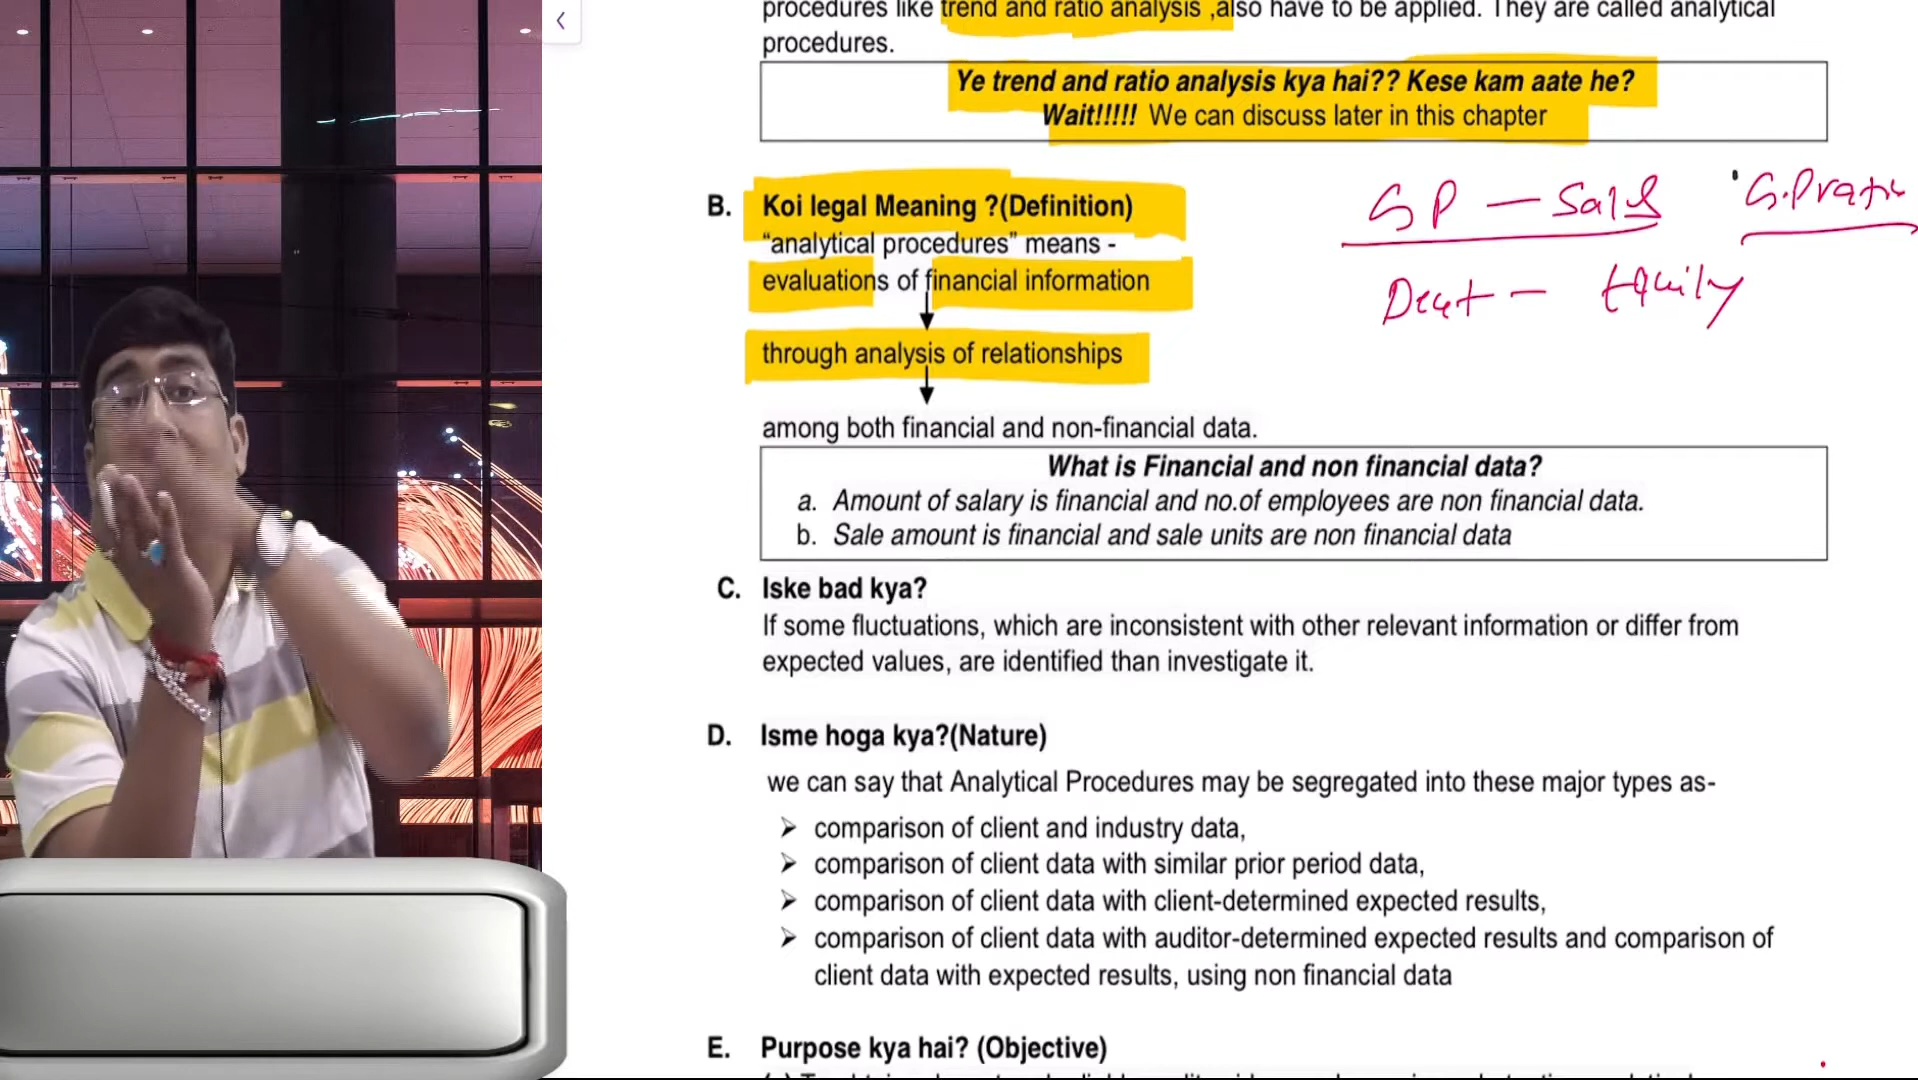 procedures like trend and ratio analysis ,also have to be applied. They are called analytical
procedures.
Ye trend and ratio analysis kya hai?? Kese kam aate he?
Wait!!!!! We can discuss later in this chapter
B. Koi legal Meaning ?(Definition)
“analytical procedures” means -
evaluations of financial information
through analysis of relationships
among both financial and non-financial data.
GP — Sales
G.P ratio
Debt — Equity
What is Financial and non financial data?
a. Amount of salary is financial and no.of employees are non financial data.
b. Sale amount is financial and sale units are non financial data
C. Iske bad kya?
If some fluctuations, which are inconsistent with other relevant information or differ from
expected values, are identified than investigate it.
D. Isme hoga kya?(Nature)
we can say that Analytical Procedures may be segregated into these major types as-
➢ comparison of client and industry data,
➢ comparison of client data with similar prior period data,
➢ comparison of client data with client-determined expected results,
➢ comparison of client data with auditor-determined expected results and comparison of
client data with expected results, using non financial data
E. Purpose kya hai? (Objective)